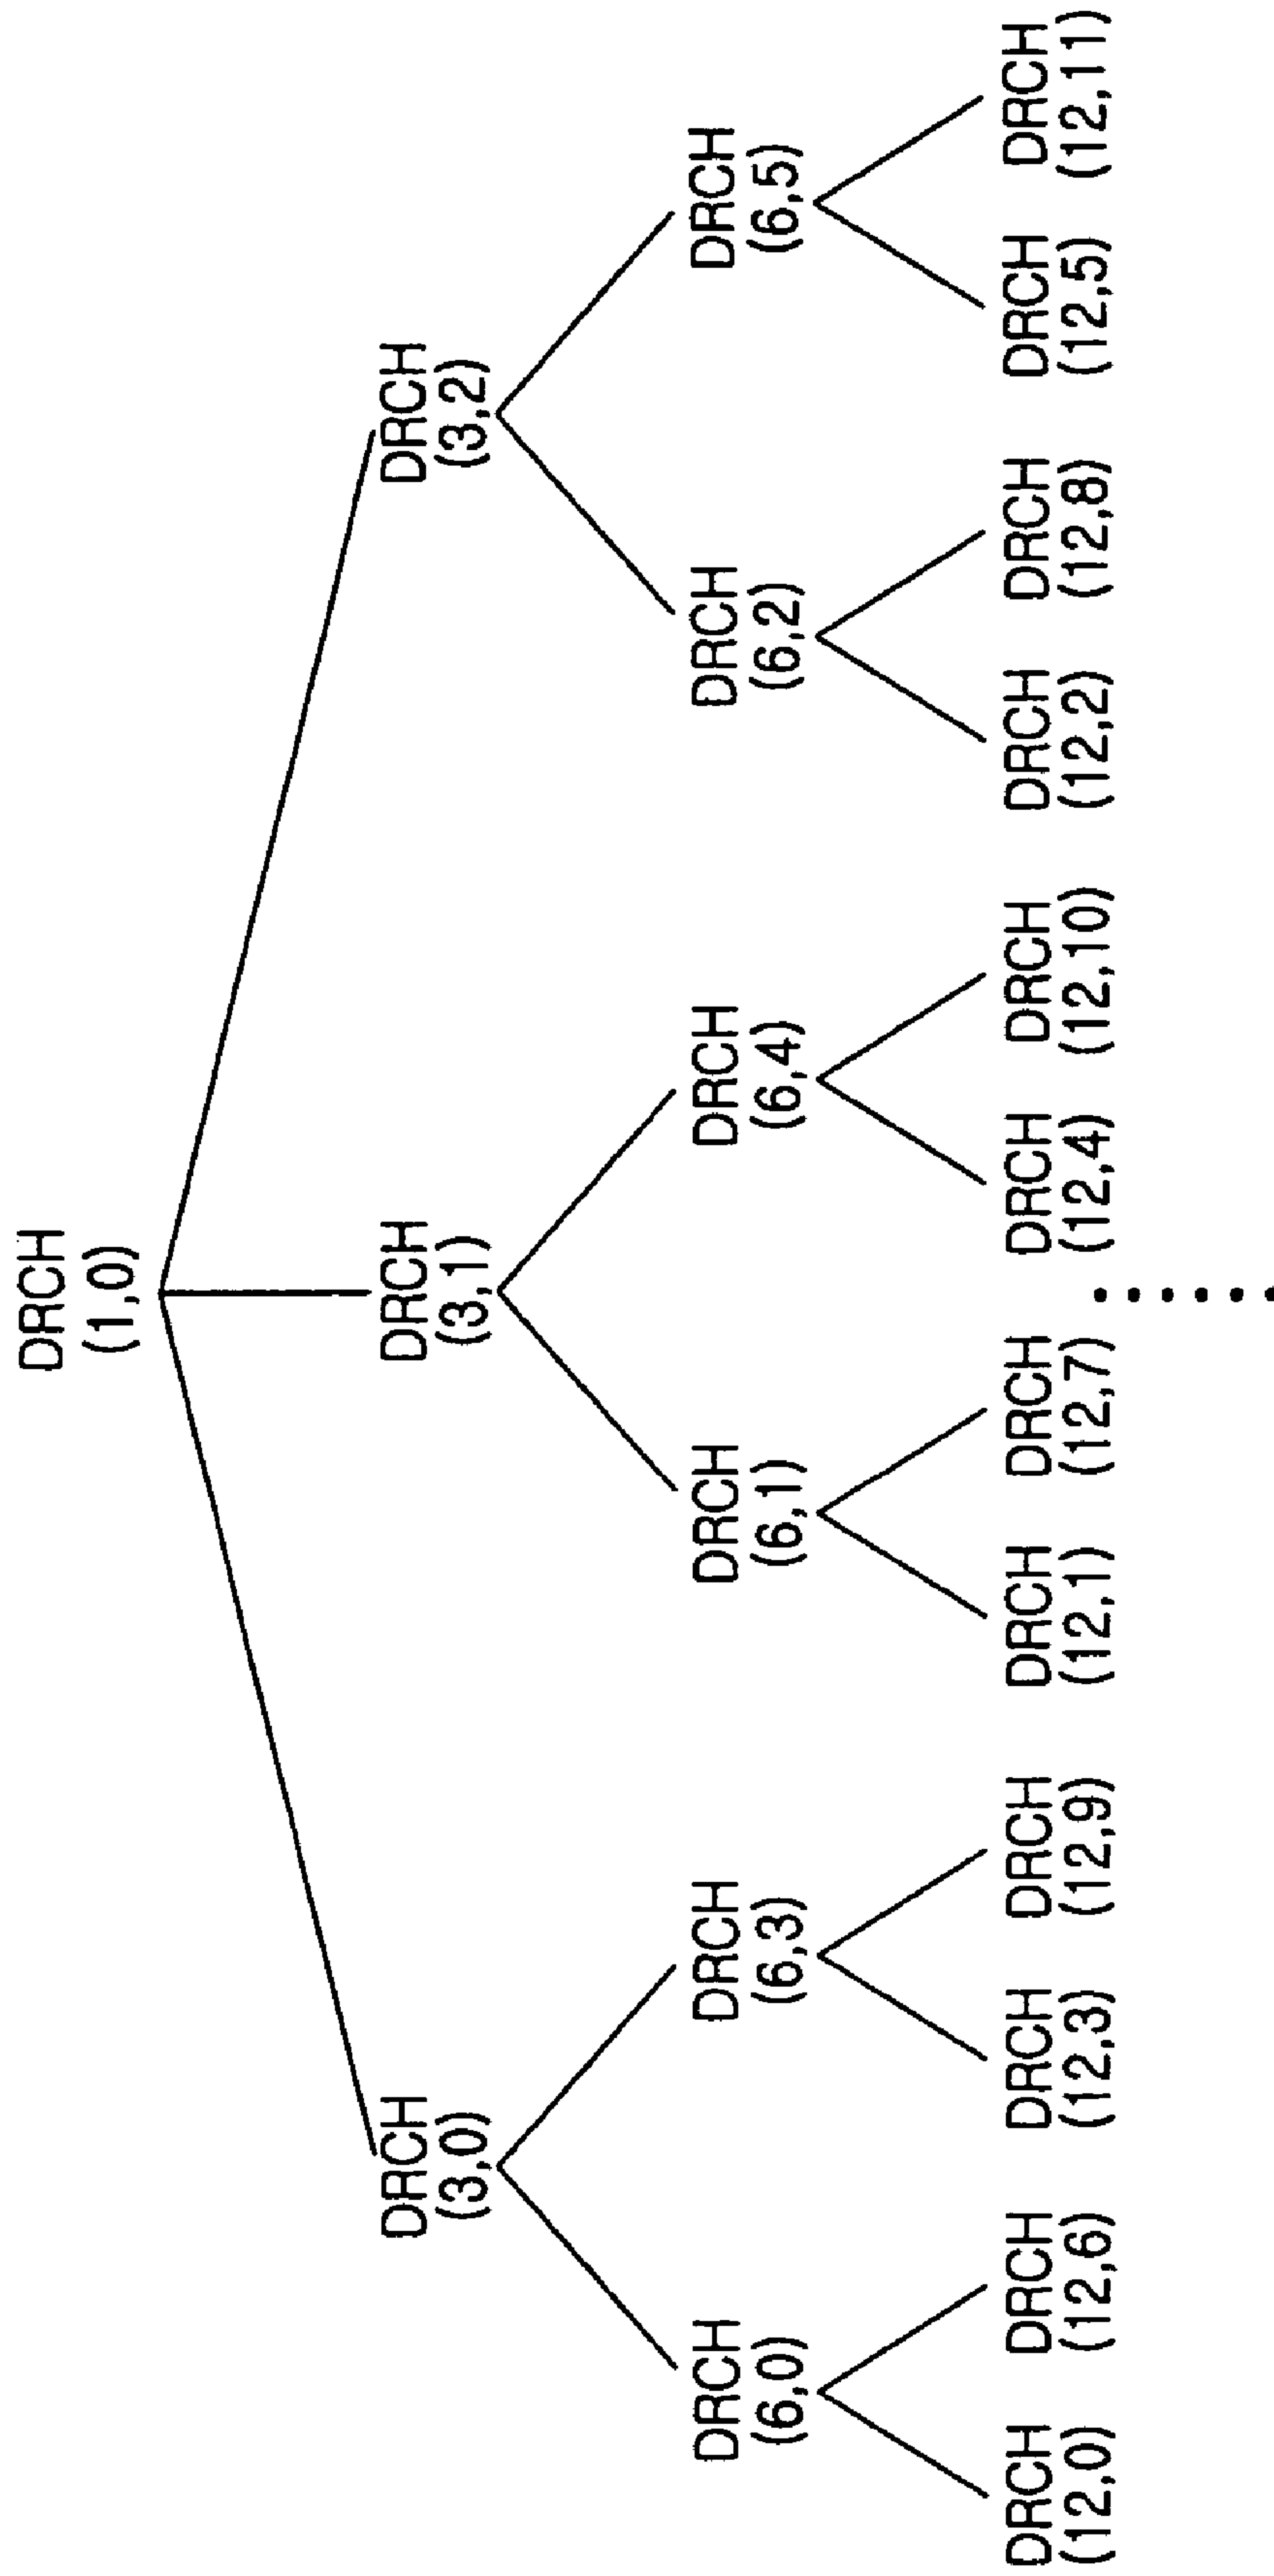 DRCH
(1,0)
DRCH
(3,0)
DRCH
(3,1)
DRCH
(3,2)
DRCH
(6,0)
DRCH
(6,3)
DRCH
(6,1)
DRCH
(6,4)
DRCH
(6,2)
DRCH
(6,5)
DRCH
(12,0)
DRCH
(12,6)
DRCH
(12,3)
DRCH
(12,9)
DRCH
(12,1)
DRCH
(12,7)
DRCH
(12,4)
DRCH
(12,10)
DRCH
(12,2)
DRCH
(12,8)
DRCH
(12,5)
DRCH
(12,11)